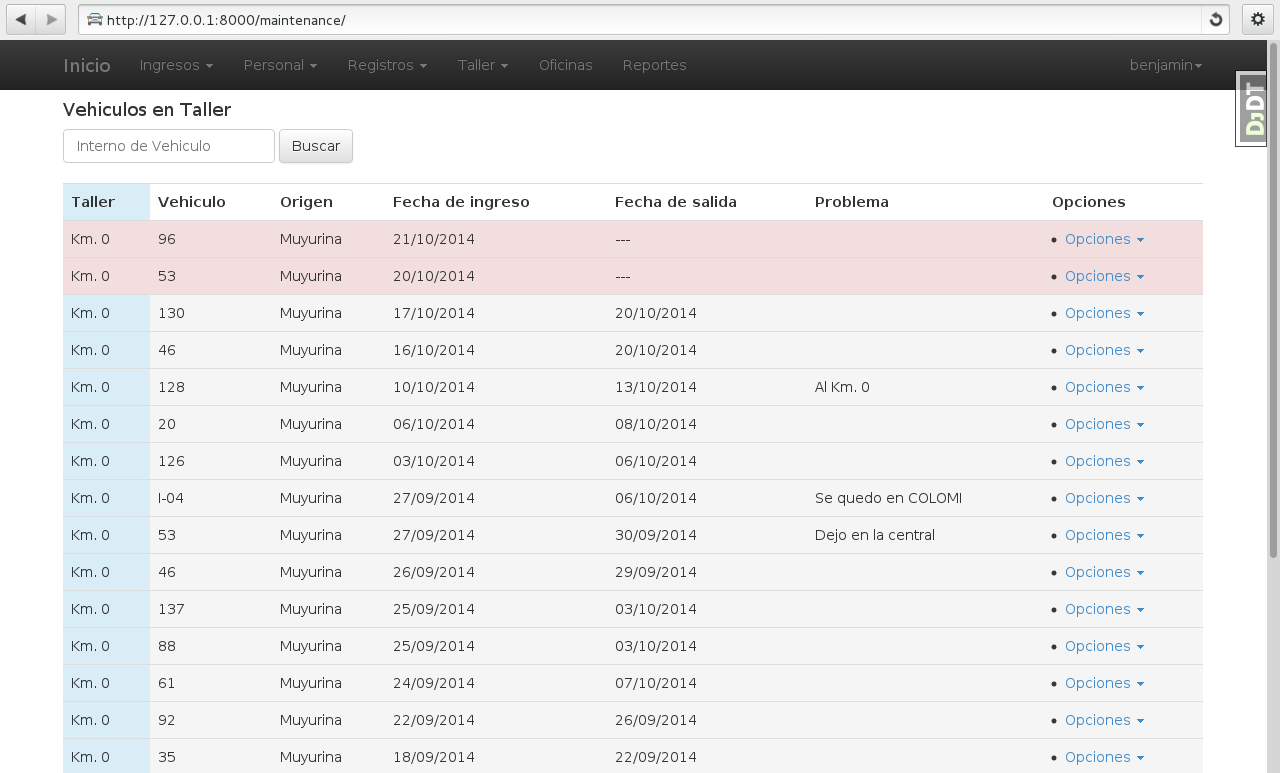 http://127.0.0.1:8000/maintenance/
Inicio Ingresos Personal Registros Taller Oficinas Reportes benjamin
DjDT
Vehiculos en Taller
Interno de Vehiculo Buscar
Taller Vehiculo Origen Fecha de ingreso Fecha de salida Problema Opciones
Km. 0 96 Muyurina 21/10/2014 --- Opciones
Km. 0 53 Muyurina 20/10/2014 --- Opciones
Km. 0 130 Muyurina 17/10/2014 20/10/2014 Opciones
Km. 0 46 Muyurina 16/10/2014 20/10/2014 Opciones
Km. 0 128 Muyurina 10/10/2014 13/10/2014 Al Km. 0 Opciones
Km. 0 20 Muyurina 06/10/2014 08/10/2014 Opciones
Km. 0 126 Muyurina 03/10/2014 06/10/2014 Opciones
Km. 0 I-04 Muyurina 27/09/2014 06/10/2014 Se quedo en COLOMI Opciones
Km. 0 53 Muyurina 27/09/2014 30/09/2014 Dejo en la central Opciones
Km. 0 46 Muyurina 26/09/2014 29/09/2014 Opciones
Km. 0 137 Muyurina 25/09/2014 03/10/2014 Opciones
Km. 0 88 Muyurina 25/09/2014 03/10/2014 Opciones
Km. 0 61 Muyurina 24/09/2014 07/10/2014 Opciones
Km. 0 92 Muyurina 22/09/2014 26/09/2014 Opciones
Km. 0 35 Muyurina 18/09/2014 22/09/2014 Opciones